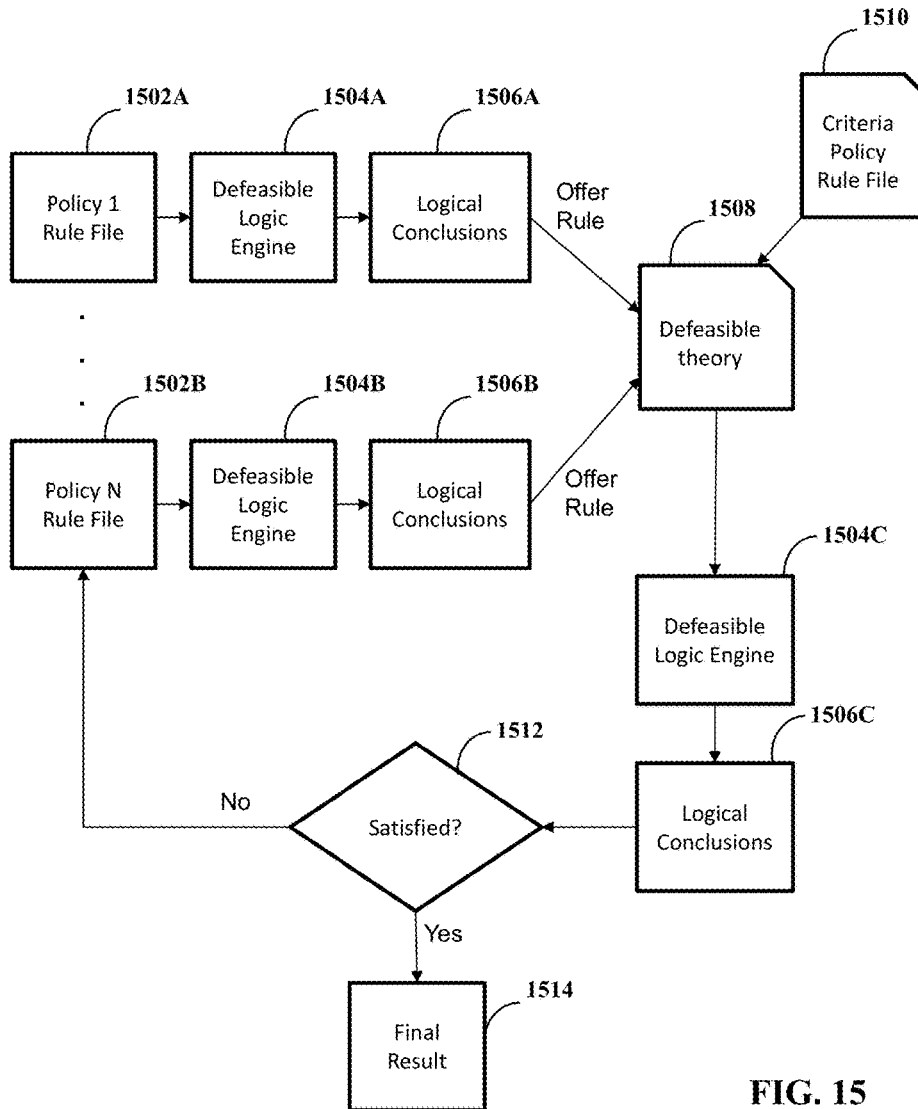 1510
1502A
1504A
1506A
Criteria
Policy
Rule File
Policy 1
Rule File
Defeasible
Logic
Engine
Logical
Conclusions
Offer
Rule
1508
Defeasible
theory
1502B
1504B
1506B
Policy N
Rule File
Defeasible
Logic
Engine
Logical
Conclusions
Offer
Rule
1504C
Defeasible
Logic Engine
1506C
1512
No
Satisfied?
Logical
Conclusions
Yes
1514
Final
Result
FIG. 15